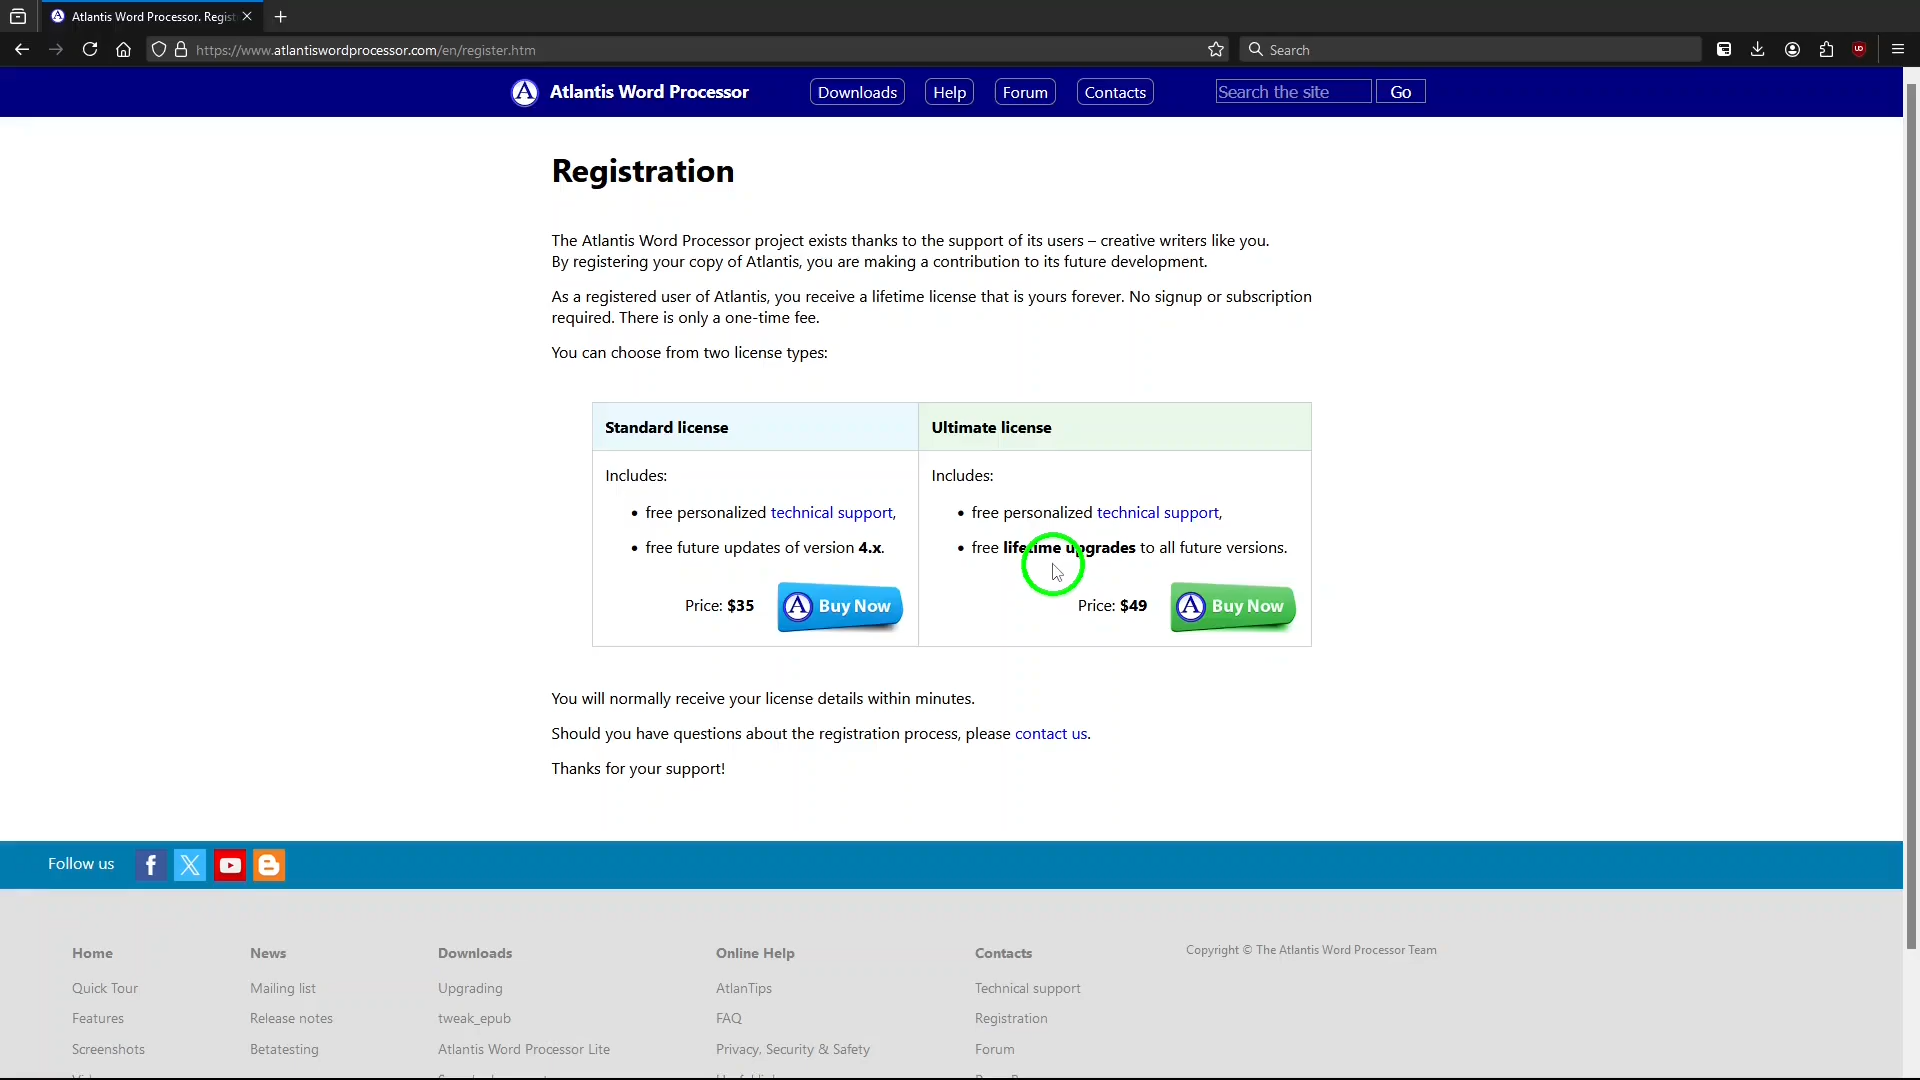 Atlantis Word Processor. Regist
https://www.atlantiswordprocessor.com/en/register.htm
Search
Atlantis Word Processor
Downloads
Help
Forum
Contacts
Search the site
Go
Registration
The Atlantis Word Processor project exists thanks to the support of its users – creative writers like you.
By registering your copy of Atlantis, you are making a contribution to its future development.
As a registered user of Atlantis, you receive a lifetime license that is yours forever. No signup or subscription
required. There is only a one-time fee.
You can choose from two license types:
Standard license
Includes:
• free personalized technical support,
• free future updates of version 4.x.
Price: $35
Buy Now
Ultimate license
Includes:
• free personalized technical support,
• free lifetime upgrades to all future versions.
Price: $49
Buy Now
You will normally receive your license details within minutes.
Should you have questions about the registration process, please contact us.
Thanks for your support!
Follow us
Home
Quick Tour
Features
Screenshots
News
Mailing list
Release notes
Betatesting
Downloads
Upgrading
tweak_epub
Atlantis Word Processor Lite
Online Help
AtlanTips
FAQ
Privacy, Security & Safety
Contacts
Technical support
Registration
Forum
Copyright © The Atlantis Word Processor Team